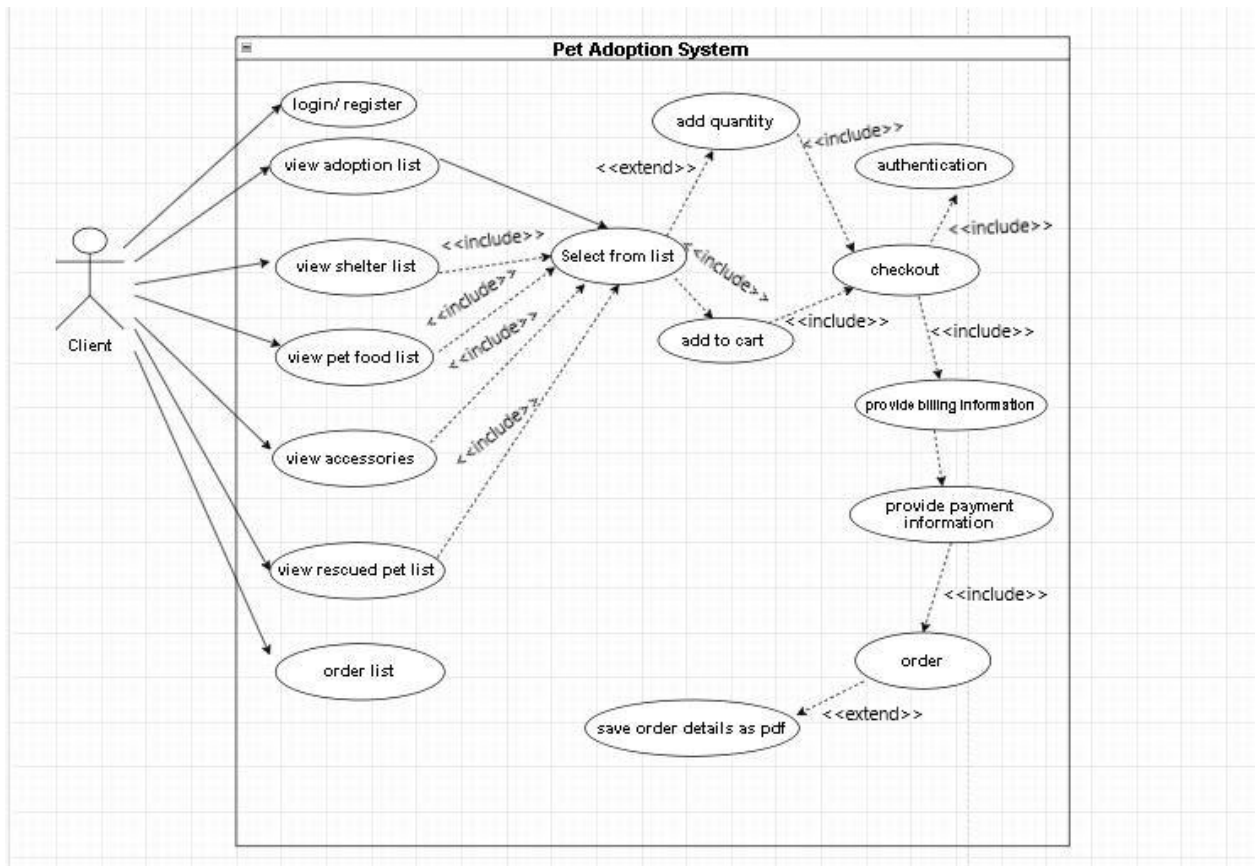 Pet Adoption System
login/ register
add quantity
<<include>>
view adoption list
<<extend>>
authentication
<<include>>
<<include>>
view shelter list
Select from list
<<include>>
checkout
<<include>>
Client
view pet food list
<<include>>
add to cart
<<include>>
<<include>>
provide billing information
view accessories
<<include>>
provide payment
information
view rescued pet list
<<include>>
order list
order
save order details as pdf
<<extend>>